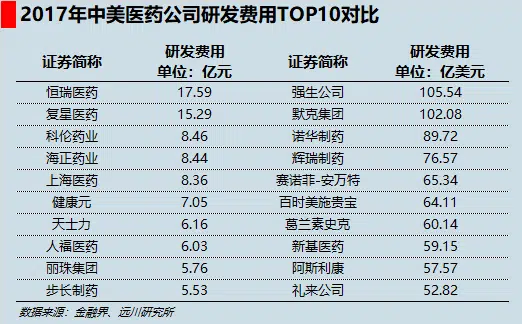 2017年中美医药公司研发费用TOP10对比
证券简称 研发费用 单位：亿元 证券简称 研发费用 单位：亿美元
恒瑞医药 17.59 强生公司 105.54
复星医药 15.29 默克集团 102.08
科伦药业 8.46 诺华制药 89.72
海正药业 8.44 辉瑞制药 76.57
上海医药 8.36 赛诺菲-安万特 65.34
健康元 7.05 百时美施贵宝 64.11
天士力 6.16 葛兰素史克 60.14
人福医药 6.03 新基医药 59.15
丽珠集团 5.76 阿斯利康 57.57
步长制药 5.53 礼来公司 52.82
数据来源：金融界、远川研究所